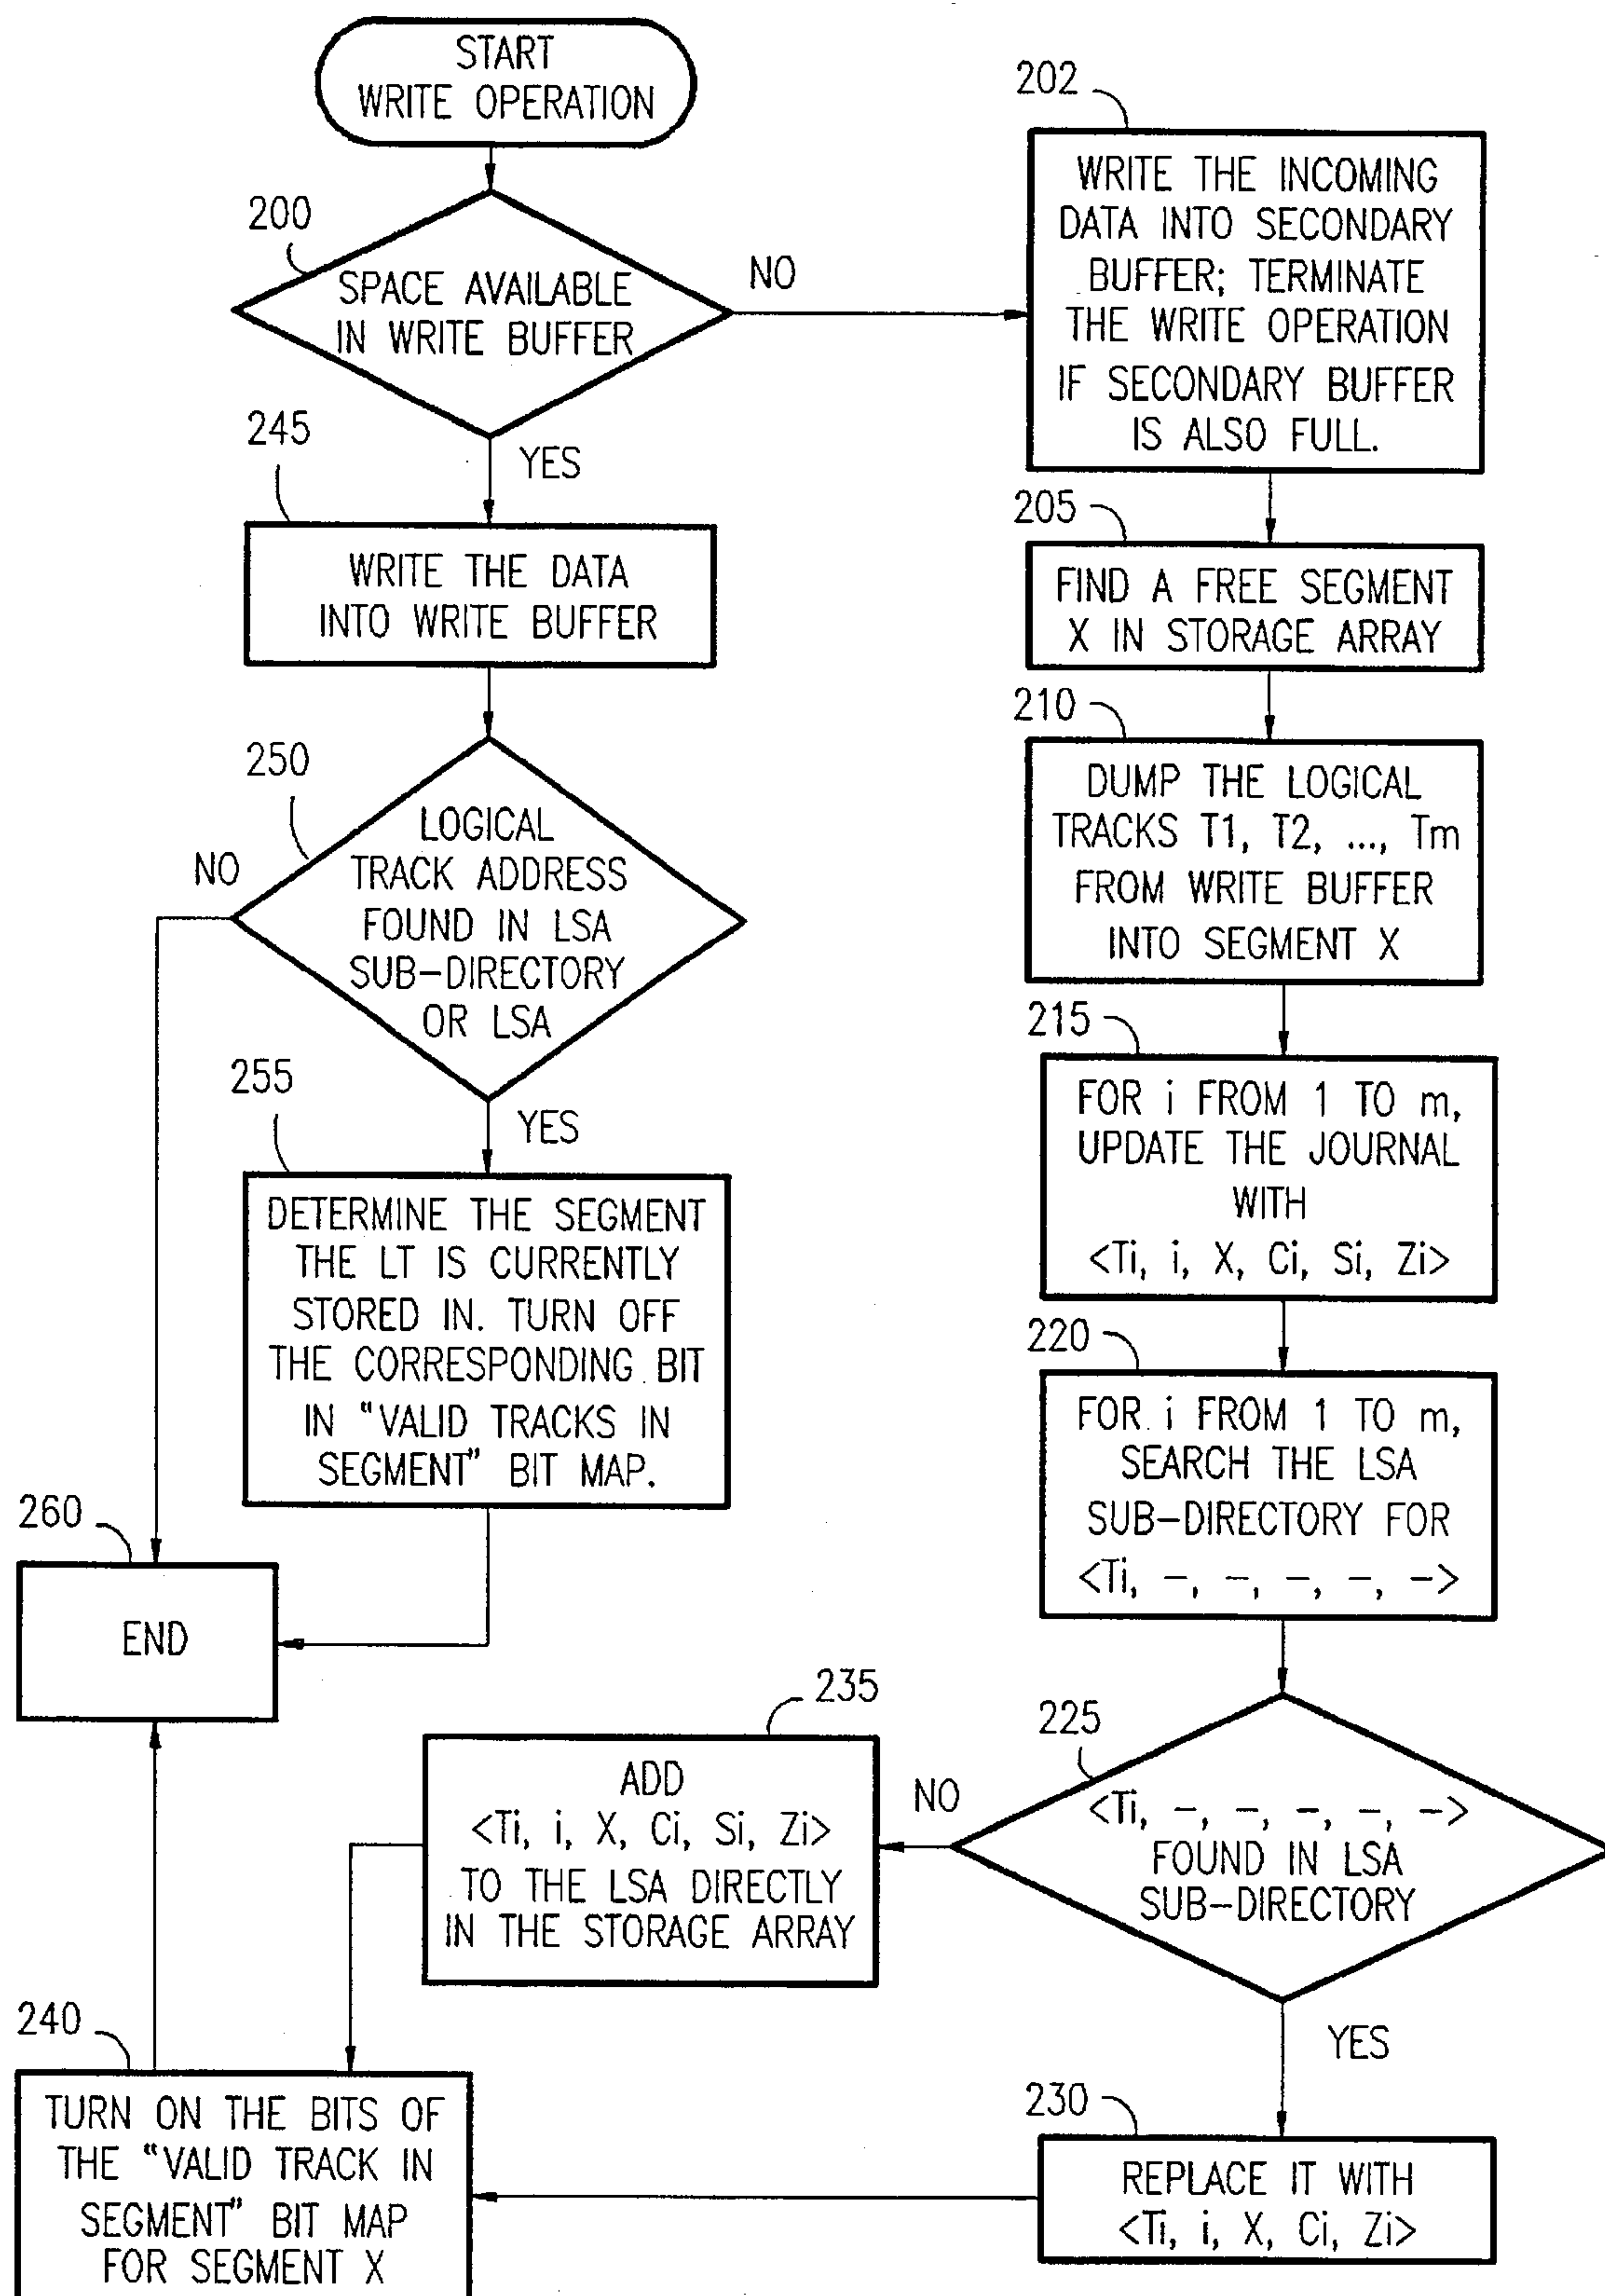 START
WRITE OPERATION
200
SPACE AVAILABLE
IN WRITE BUFFER
NO
YES
202
WRITE THE INCOMING
DATA INTO SECONDARY
BUFFER; TERMINATE
THE WRITE OPERATION
IF SECONDARY BUFFER
IS ALSO FULL.
245
WRITE THE DATA
INTO WRITE BUFFER
205
FIND A FREE SEGMENT
X IN STORAGE ARRAY
250
LOGICAL
TRACK ADDRESS
FOUND IN LSA
SUB-DIRECTORY
OR LSA
NO
YES
210
DUMP THE LOGICAL
TRACKS T1, T2, ..., Tm
FROM WRITE BUFFER
INTO SEGMENT X
255
DETERMINE THE SEGMENT
THE LT IS CURRENTLY
STORED IN. TURN OFF
THE CORRESPONDING BIT
IN "VALID TRACKS IN
SEGMENT" BIT MAP.
215
FOR i FROM 1 TO m,
UPDATE THE JOURNAL
WITH
<Ti, i, X, Ci, Si, Zi>
220
FOR i FROM 1 TO m,
SEARCH THE LSA
SUB-DIRECTORY FOR
<Ti, –, –, –, –, –>
260
END
225
<Ti, –, –, –, –, –>
FOUND IN LSA
SUB-DIRECTORY
NO
YES
235
ADD
<Ti, i, X, Ci, Si, Zi>
TO THE LSA DIRECTLY
IN THE STORAGE ARRAY
240
TURN ON THE BITS OF
THE "VALID TRACK IN
SEGMENT" BIT MAP
FOR SEGMENT X
230
REPLACE IT WITH
<Ti, i, X, Ci, Zi>